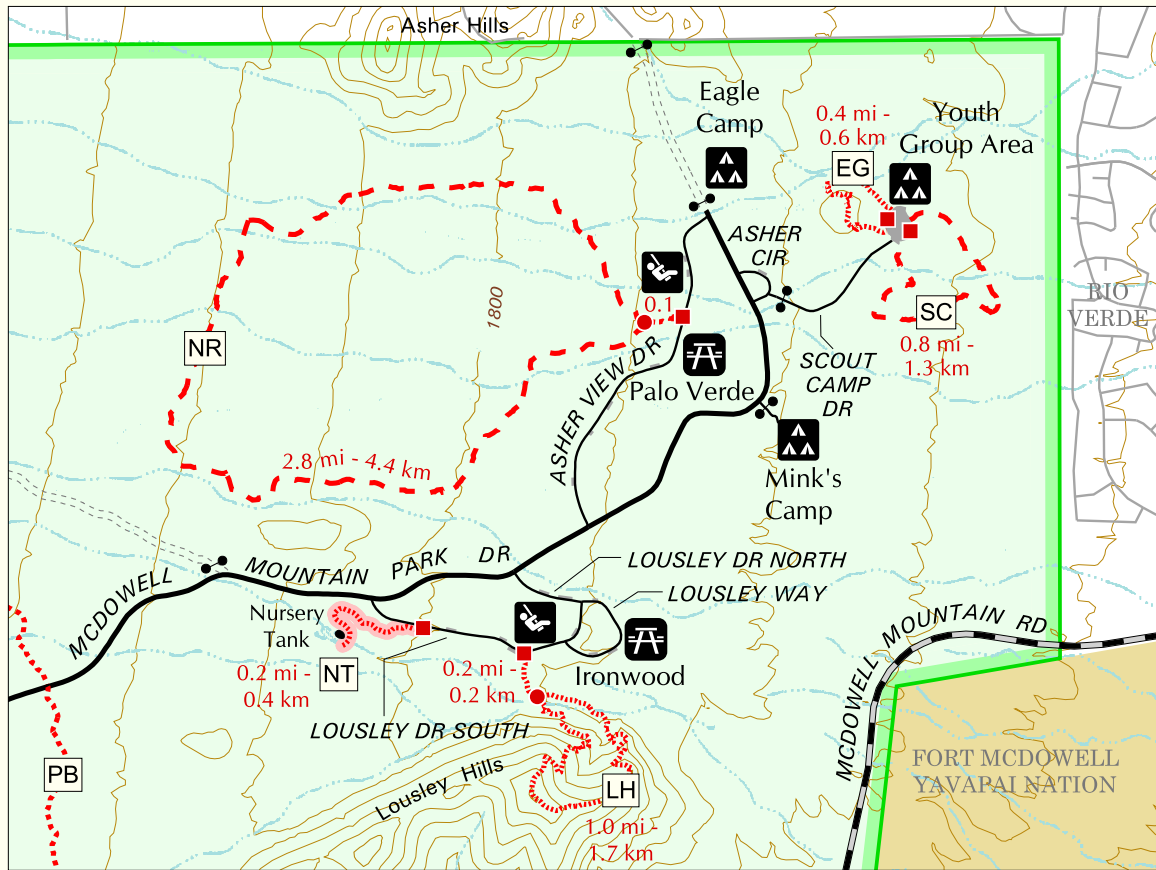 Asher Hills
Eagle
Camp
0.4 mi -
0.6 km
Youth
Group Area
EG
ASHER
CIR
1800
0.1
RIO
VERDE
SC
NR
0.8 mi -
1.3 km
SCOUT
CAMP
DR
ASHER VIEW DR
Palo Verde
2.8 mi - 4.4 km
Mink's
Camp
MCDOWELL MOUNTAIN PARK DR
LOUSLEY DR NORTH
LOUSLEY WAY
Nursery
Tank
NT
0.2 mi -
0.4 km
0.2 mi -
0.2 km
Ironwood
MCDOWELL MOUNTAIN RD
LOUSLEY DR SOUTH
Lousley Hills
PB
LH
1.0 mi -
1.7 km
FORT MCDOWELL
YAVAPAI NATION